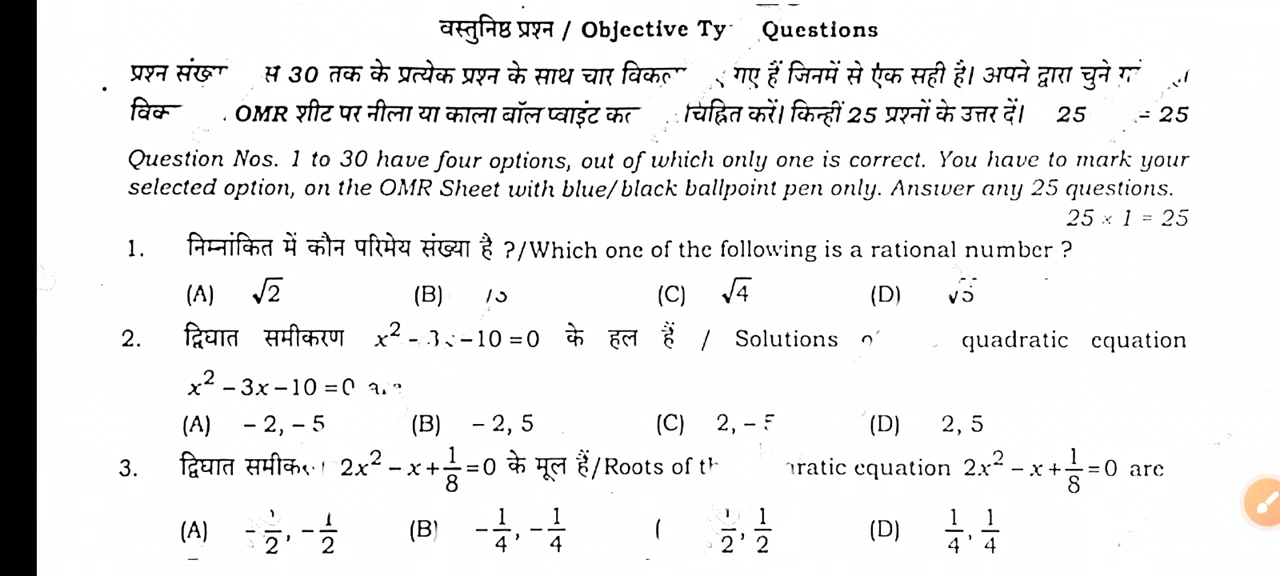 वस्तुनिष्ठ प्रश्न / Objective Questions
प्रश्न 30 तक के प्रत्येक प्रश्न के साथ चार गए हैं जिनमें से एक सही है। अपने द्वारा चुने
OMR शीट पर नीला या काला बॉल प्वाइंट चिह्नित करें। किन्हीं 25 प्रश्नों के उत्तर दें। 25 = 25
Question Nos. 1 to 30 have four options, out of which only one is correct. You have to mark your
selected option, on the OMR Sheet with blue/black ballpoint pen only. Answer any 25 questions.
25 × 1 = 25
1. निम्नांकित में कौन परिमेय संख्या है ?/Which one of the following is a rational number ?
(A) √2 (B) (C) √4 (D)
2. द्विघात समीकरण x² - 3x - 10 = 0 के हल हैं / Solutions quadratic equation
x² - 3x - 10 = 0
(A) - 2, - 5 (B) - 2, 5 (C) 2, - 5 (D) 2, 5
3. द्विघात 2x² - x + 1/8 = 0 के मूल हैं/Roots of equation 2x² - x + 1/8 = 0 are
(A) -1/2, -1/2 (B) -1/4, -1/4 1/2, 1/2 (D) 1/4, 1/4